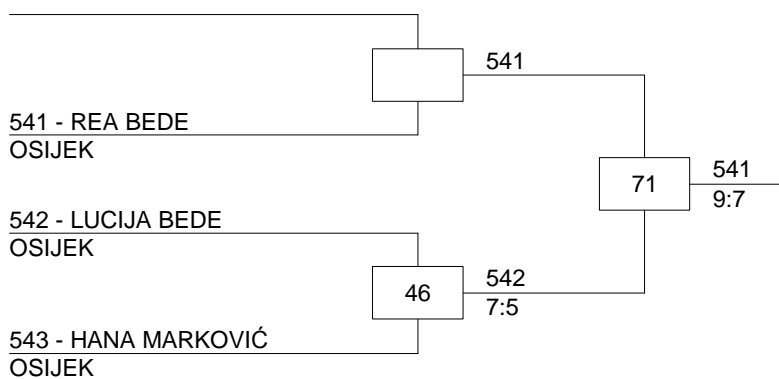 541
541 - REA BEDE
OSIJEK
71
541
9:7
542 - LUCIJA BEDE
OSIJEK
46
542
7:5
543 - HANA MARKOVIĆ
OSIJEK